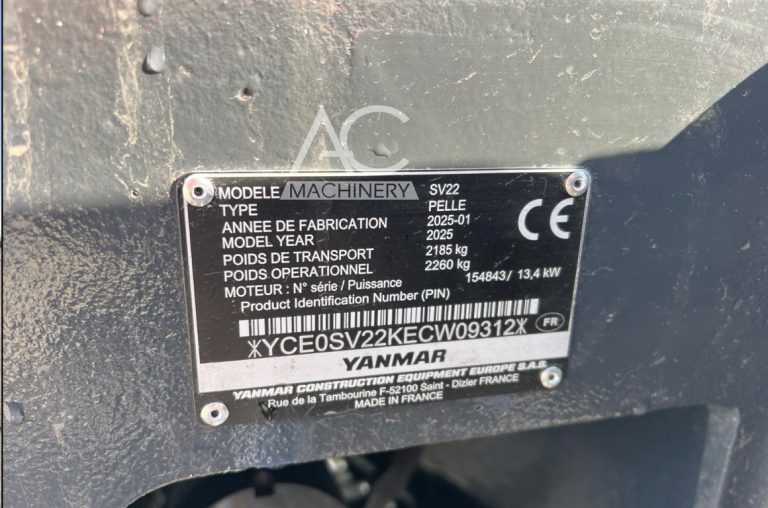 AC
MACHINERY
MODELE SV22
TYPE PELLE
ANNEE DE FABRICATION 2025-01
MODEL YEAR 2025
POIDS DE TRANSPORT 2185 kg
POIDS OPERATIONNEL 2260 kg
MOTEUR : N° série / Puissance 154843/ 13,4 kW
Product Identification Number (PIN)
CE
*YCE0SV22KECW09312*
FR
YANMAR
YANMAR CONSTRUCTION EQUIPMENT EUROPE S.A.S.
Rue de la Tambourine F-52100 Saint - Dizier FRANCE
MADE IN FRANCE